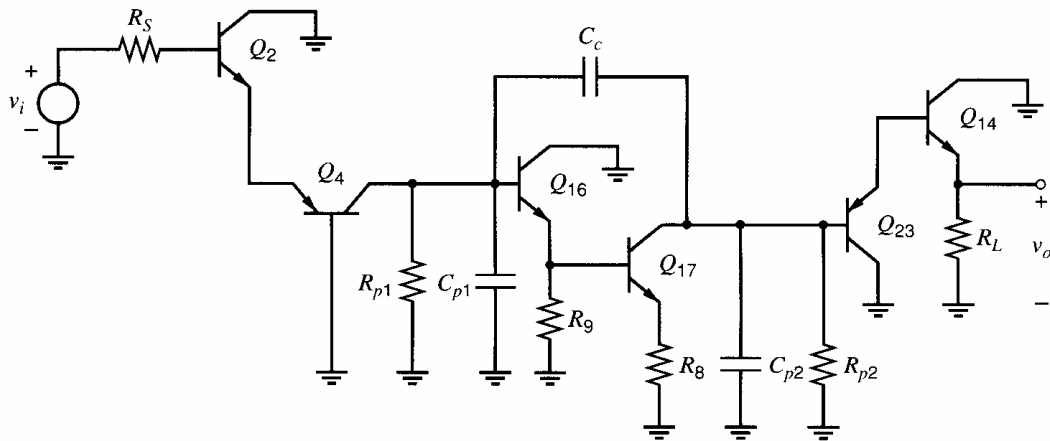 R_S
Q_2
C_c
+
v_i
−
Q_14
Q_4
Q_16
Q_23
+
R_L
v_o
Q_17
R_p1
C_p1
R_9
−
R_8
C_p2
R_p2